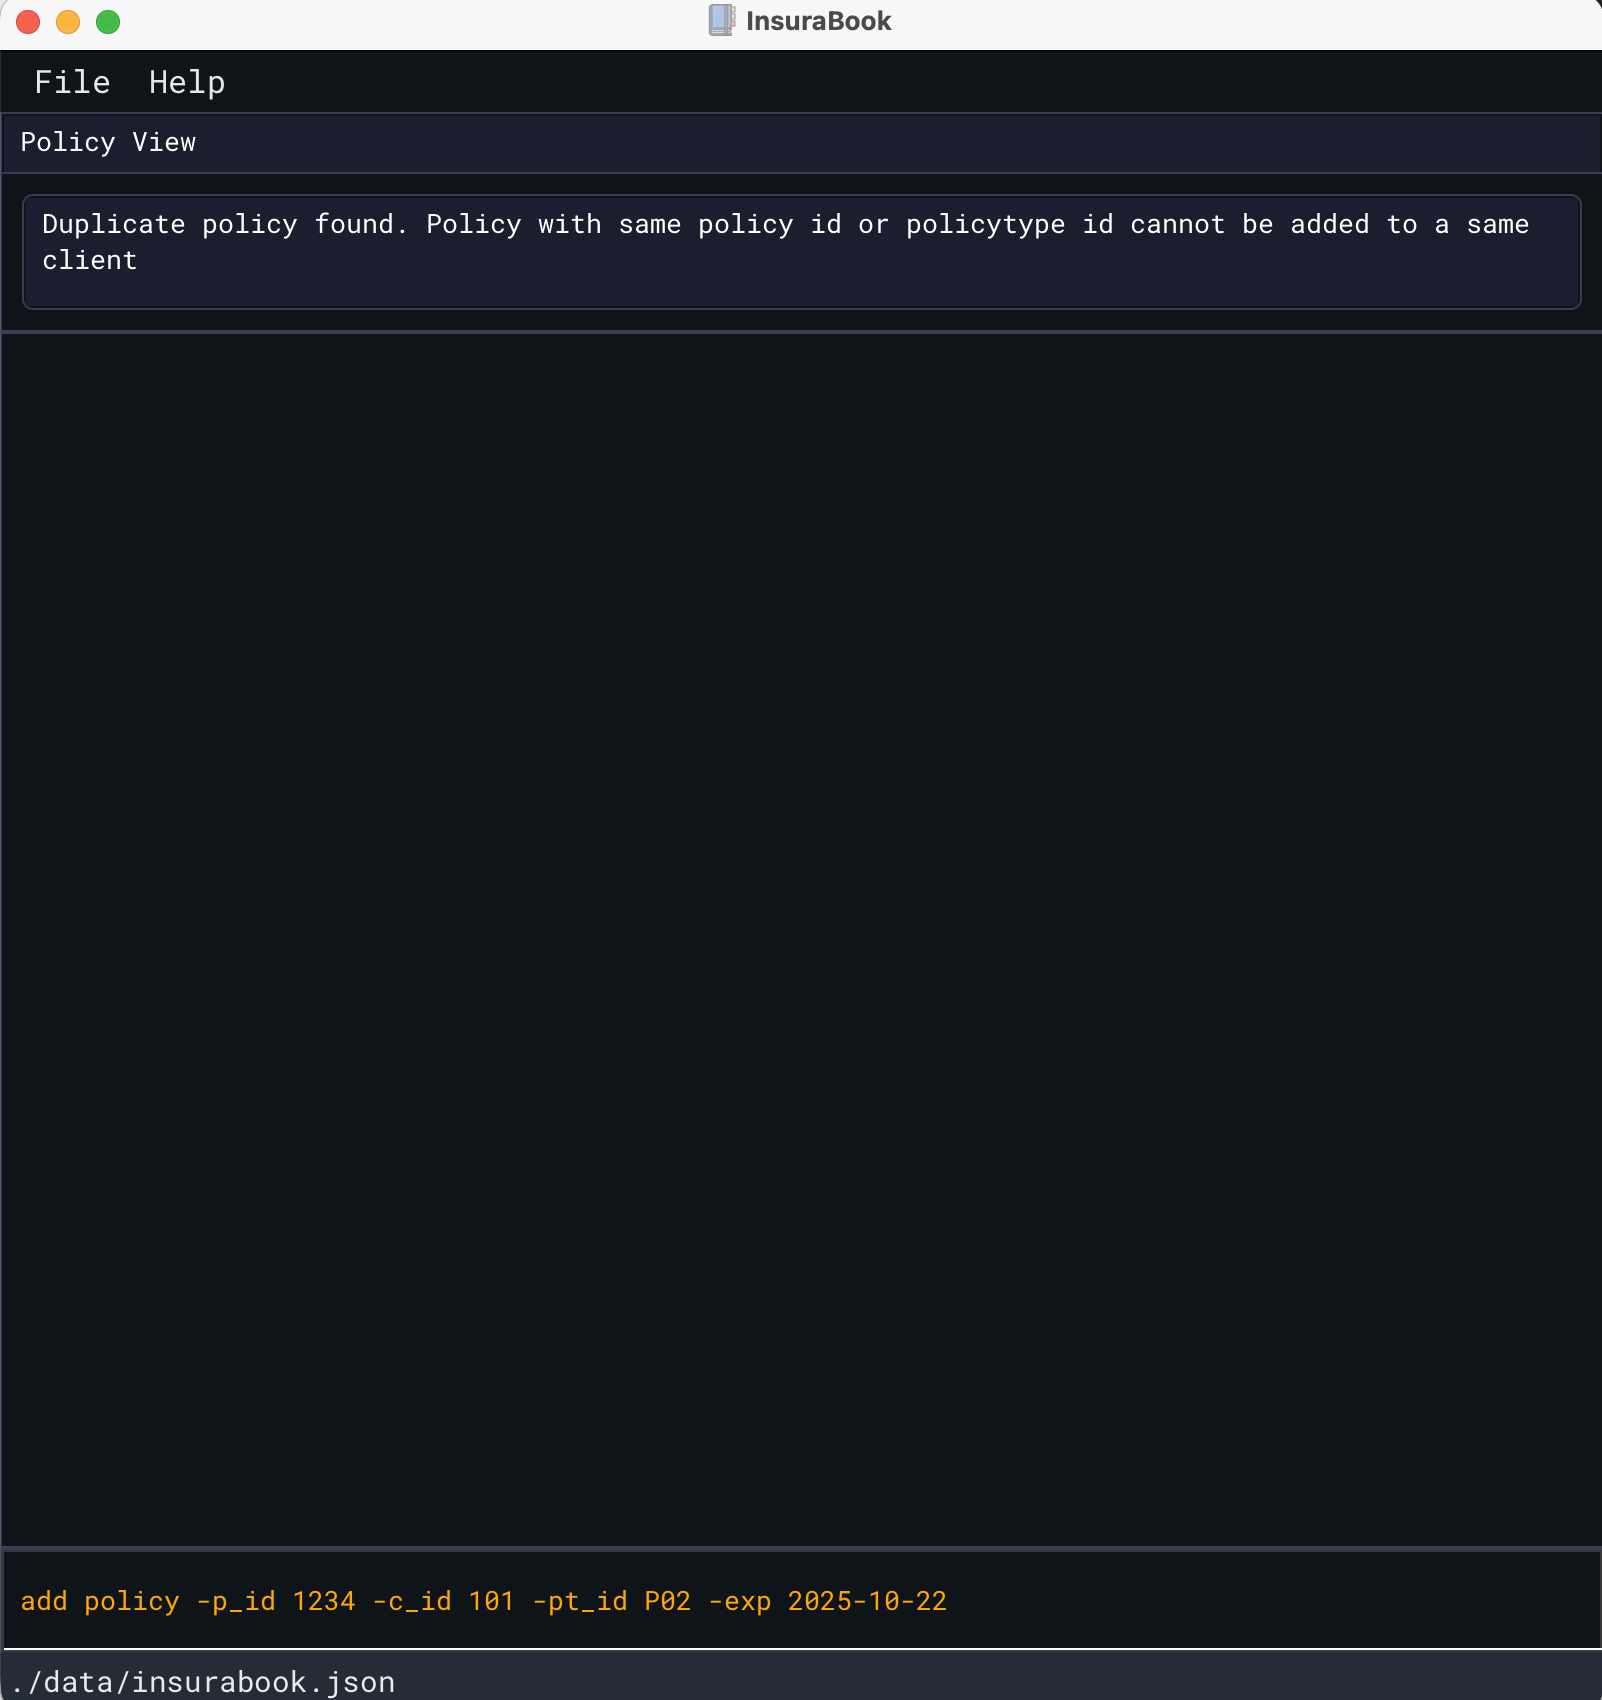 InsuraBook
File Help
Policy View
Duplicate policy found. Policy with same policy id or policytype id cannot be added to a same
client
add policy -p_id 1234 -c_id 101 -pt_id P02 -exp 2025-10-22
./data/insurabook.json